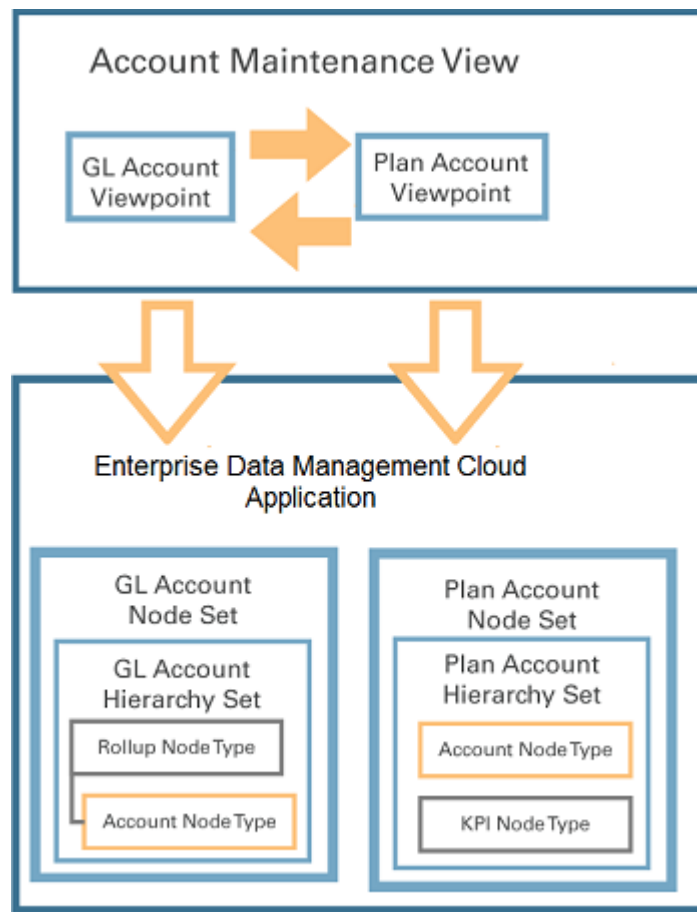 Account Maintenance View
GL Account
Viewpoint
Plan Account
Viewpoint
Enterprise Data Management Cloud
Application
GL Account
Node Set
GL Account
Hierarchy Set
Rollup Node Type
Account Node Type
Plan Account
Node Set
Plan Account
Hierarchy Set
Account Node Type
KPI Node Type